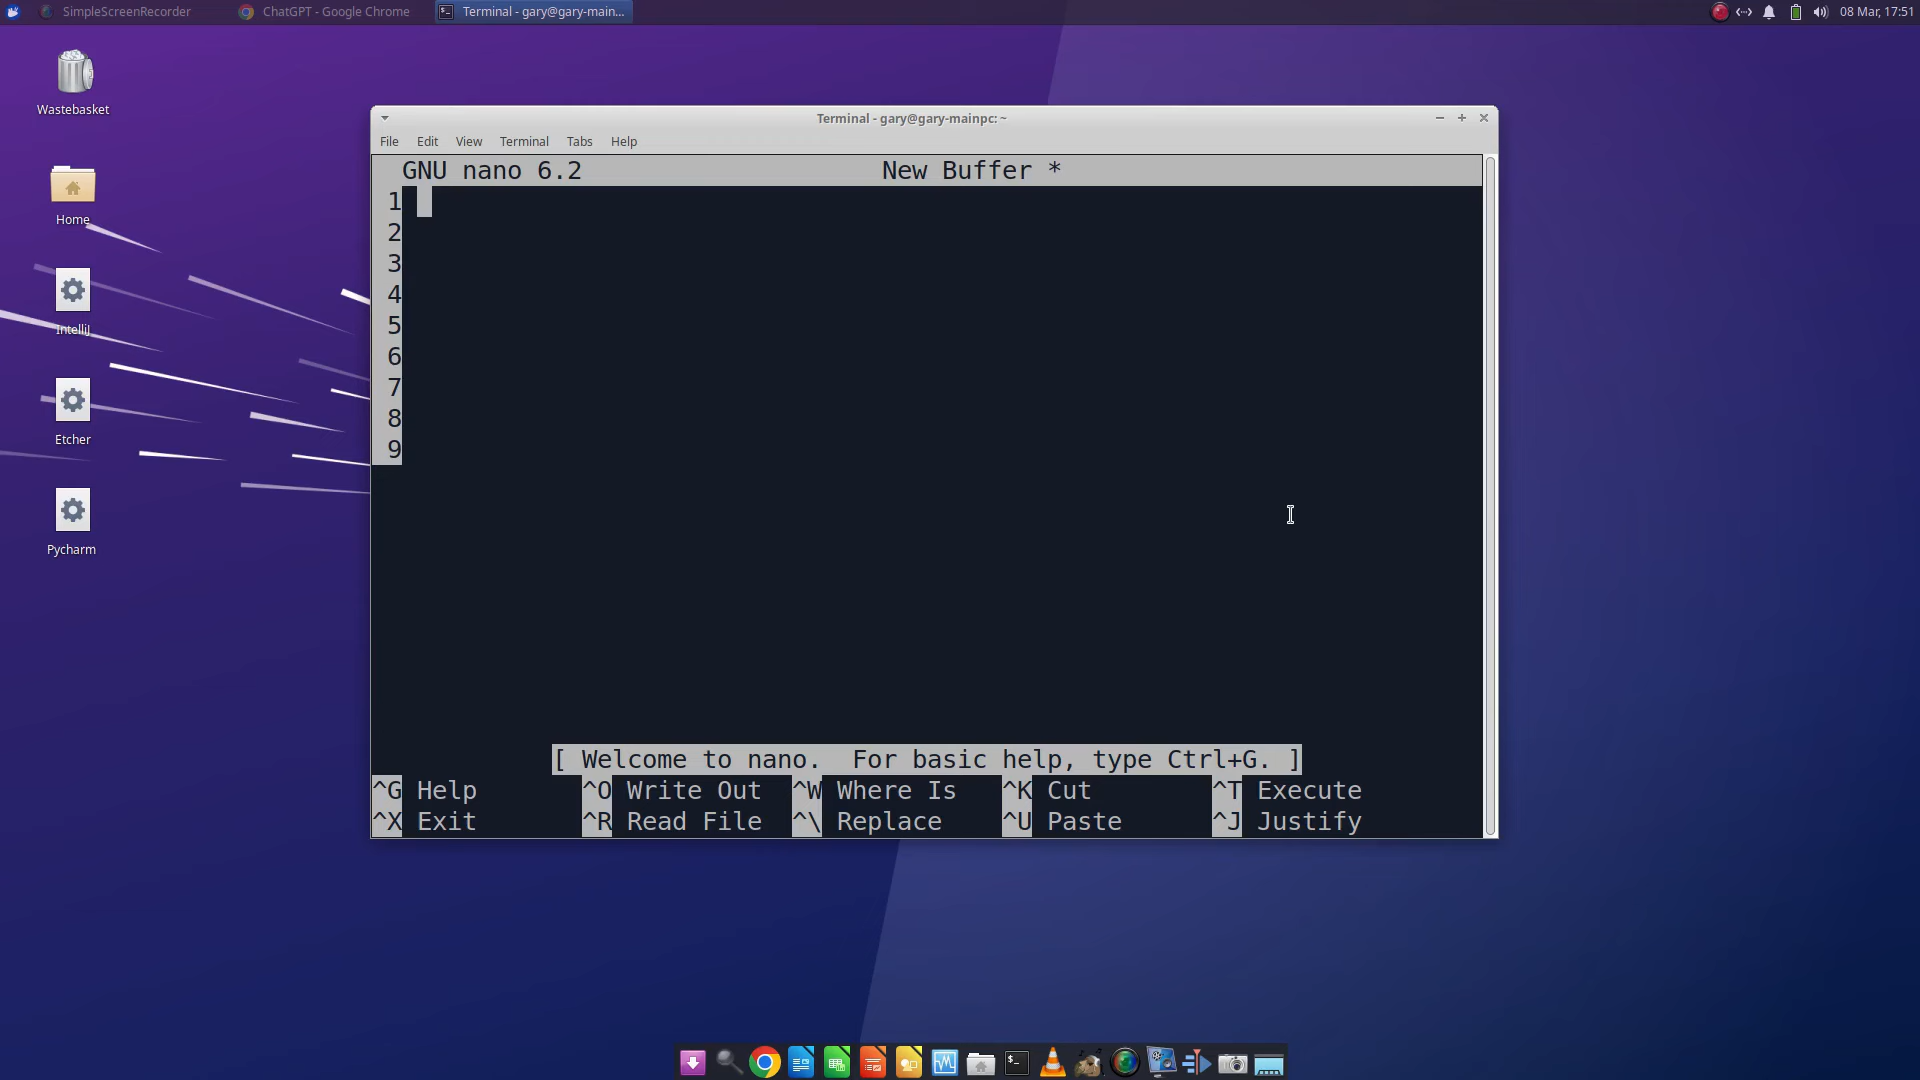 SimpleScreenRecorder
ChatGPT - Google Chrome
Terminal - gary@gary-main...
08 Mar, 17:51
Wastebasket
Home
IntelliJ
Etcher
Pycharm
Terminal - gary@gary-mainpc: ~
File Edit View Terminal Tabs Help
GNU nano 6.2 New Buffer *
1
2
3
4
5
6
7
8
9
[ Welcome to nano. For basic help, type Ctrl+G. ]
^G Help ^O Write Out ^W Where Is ^K Cut ^T Execute
^X Exit ^R Read File ^\ Replace ^U Paste ^J Justify